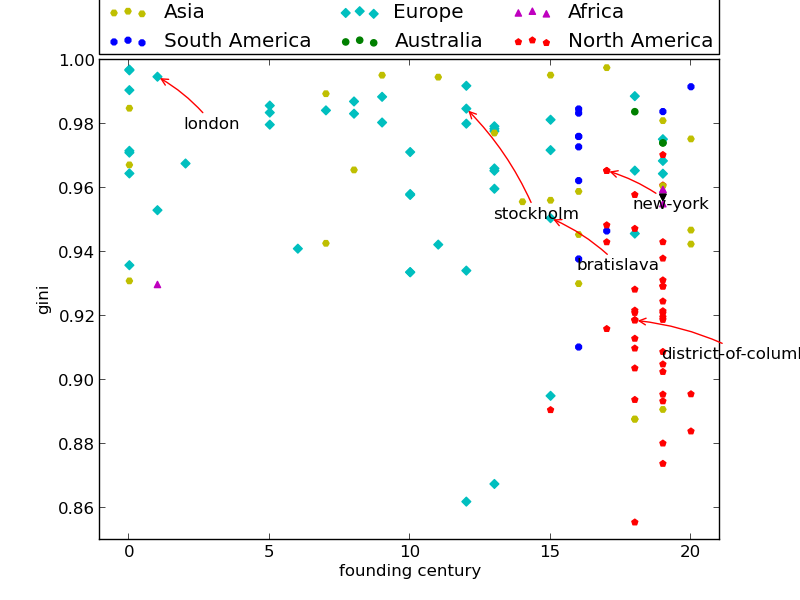 Asia Europe Africa
South America Australia North America
1.00
0.98
0.96
0.94
0.92
0.90
0.88
0.86
gini
london
stockholm
new-york
bratislava
district-of-columb
0 5 10 15 20
founding century